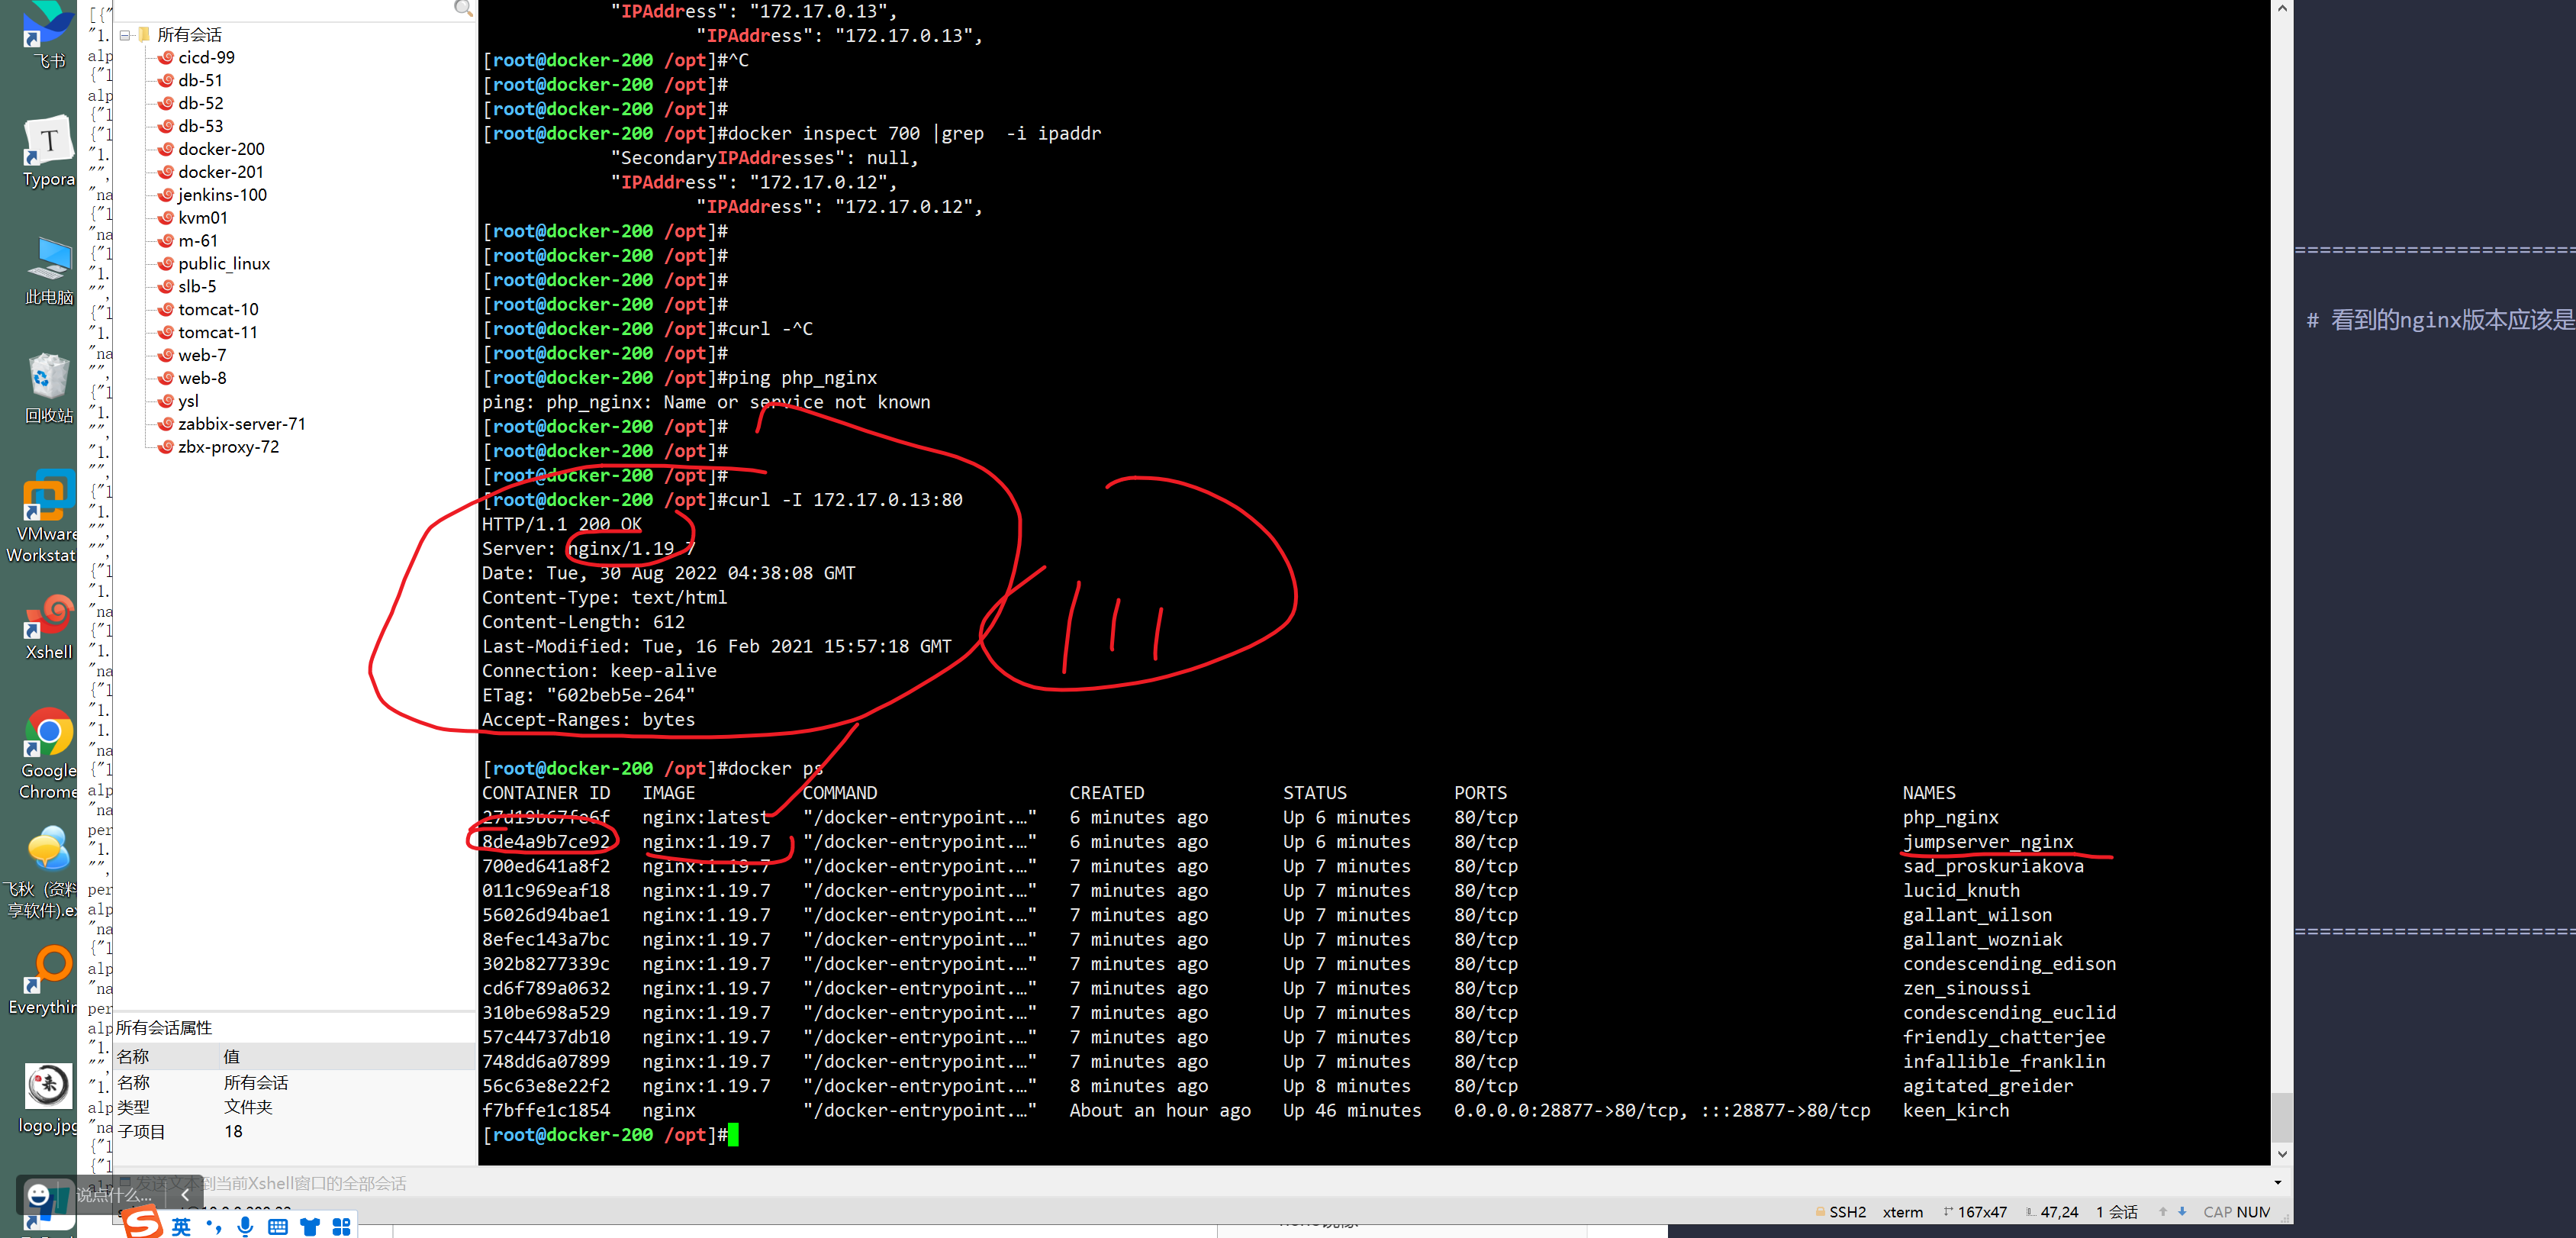 飞书
Typora
此电脑
回收站
VMware
Workstat
Xshell
Google
Chrome
飞秋（资料
享软件).ex
Everythin
logo.jpg
所有会话
cicd-99
db-51
db-52
db-53
docker-200
docker-201
jenkins-100
kvm01
m-61
public_linux
slb-5
tomcat-10
tomcat-11
web-7
web-8
ysl
zabbix-server-71
zbx-proxy-72
所有会话属性
名称 值
名称 所有会话
类型 文件夹
子项目 18
"IPAddress": "172.17.0.13",
"IPAddress": "172.17.0.13",
[root@docker-200 /opt]#^C
[root@docker-200 /opt]#
[root@docker-200 /opt]#
[root@docker-200 /opt]#docker inspect 700 |grep  -i ipaddr
"SecondaryIPAddresses": null,
"IPAddress": "172.17.0.12",
"IPAddress": "172.17.0.12",
[root@docker-200 /opt]#
[root@docker-200 /opt]#
[root@docker-200 /opt]#
[root@docker-200 /opt]#
[root@docker-200 /opt]#curl -^C
[root@docker-200 /opt]#
[root@docker-200 /opt]#ping php_nginx
ping: php_nginx: Name or service not known
[root@docker-200 /opt]#
[root@docker-200 /opt]#
[root@docker-200 /opt]#
[root@docker-200 /opt]#curl -I 172.17.0.13:80
HTTP/1.1 200 OK
Server: nginx/1.19.7
Date: Tue, 30 Aug 2022 04:38:08 GMT
Content-Type: text/html
Content-Length: 612
Last-Modified: Tue, 16 Feb 2021 15:57:18 GMT
Connection: keep-alive
ETag: "602beb5e-264"
Accept-Ranges: bytes
[root@docker-200 /opt]#docker ps
CONTAINER ID IMAGE COMMAND CREATED STATUS PORTS NAMES
27d19b67fe6f nginx:latest "/docker-entrypoint.…" 6 minutes ago Up 6 minutes 80/tcp php_nginx
8de4a9b7ce92 nginx:1.19.7 "/docker-entrypoint.…" 6 minutes ago Up 6 minutes 80/tcp jumpserver_nginx
700ed641a8f2 nginx:1.19.7 "/docker-entrypoint.…" 7 minutes ago Up 7 minutes 80/tcp sad_proskuriakova
011c969eaf18 nginx:1.19.7 "/docker-entrypoint.…" 7 minutes ago Up 7 minutes 80/tcp lucid_knuth
56026d94bae1 nginx:1.19.7 "/docker-entrypoint.…" 7 minutes ago Up 7 minutes 80/tcp gallant_wilson
8efec143a7bc nginx:1.19.7 "/docker-entrypoint.…" 7 minutes ago Up 7 minutes 80/tcp gallant_wozniak
302b8277339c nginx:1.19.7 "/docker-entrypoint.…" 7 minutes ago Up 7 minutes 80/tcp condescending_edison
cd6f789a0632 nginx:1.19.7 "/docker-entrypoint.…" 7 minutes ago Up 7 minutes 80/tcp zen_sinoussi
310be698a529 nginx:1.19.7 "/docker-entrypoint.…" 7 minutes ago Up 7 minutes 80/tcp condescending_euclid
57c44737db10 nginx:1.19.7 "/docker-entrypoint.…" 7 minutes ago Up 7 minutes 80/tcp friendly_chatterjee
748dd6a07899 nginx:1.19.7 "/docker-entrypoint.…" 7 minutes ago Up 7 minutes 80/tcp infallible_franklin
56c63e8e22f2 nginx:1.19.7 "/docker-entrypoint.…" 8 minutes ago Up 8 minutes 80/tcp agitated_greider
f7bffe1c1854 nginx "/docker-entrypoint.…" About an hour ago Up 46 minutes 0.0.0.0:28877->80/tcp, :::28877->80/tcp keen_kirch
[root@docker-200 /opt]#
# 看到的nginx版本应该是
说点什么...
到当前Xshell窗口的全部会话
SSH2 xterm 167x47 47,24 1 会话 CAP NUM
英